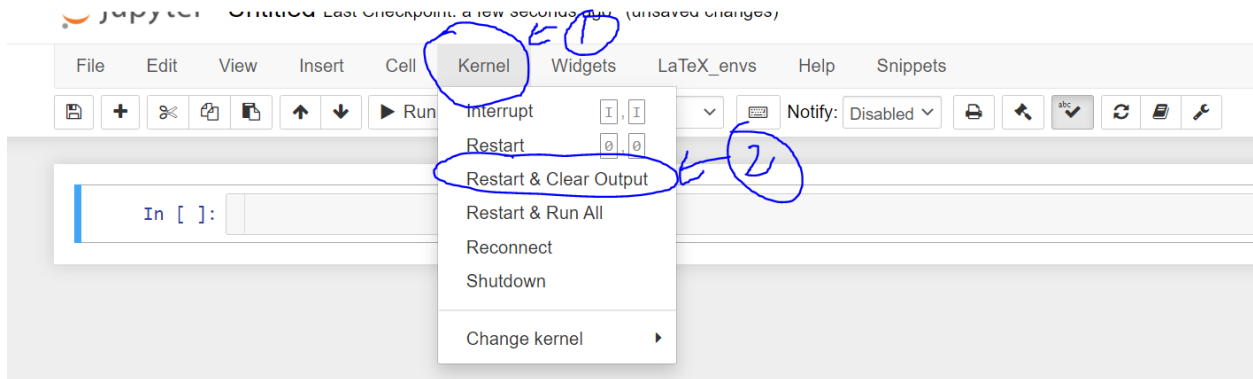 jupyter Untitled Last Checkpoint: a few seconds ago (unsaved changes)
1
File Edit View Insert Cell Kernel Widgets LaTeX_envs Help Snippets
Run Notify: Disabled abc
Interrupt I,I
Restart 0,0
2
Restart & Clear Output
In [ ]:
Restart & Run All
Reconnect
Shutdown
Change kernel